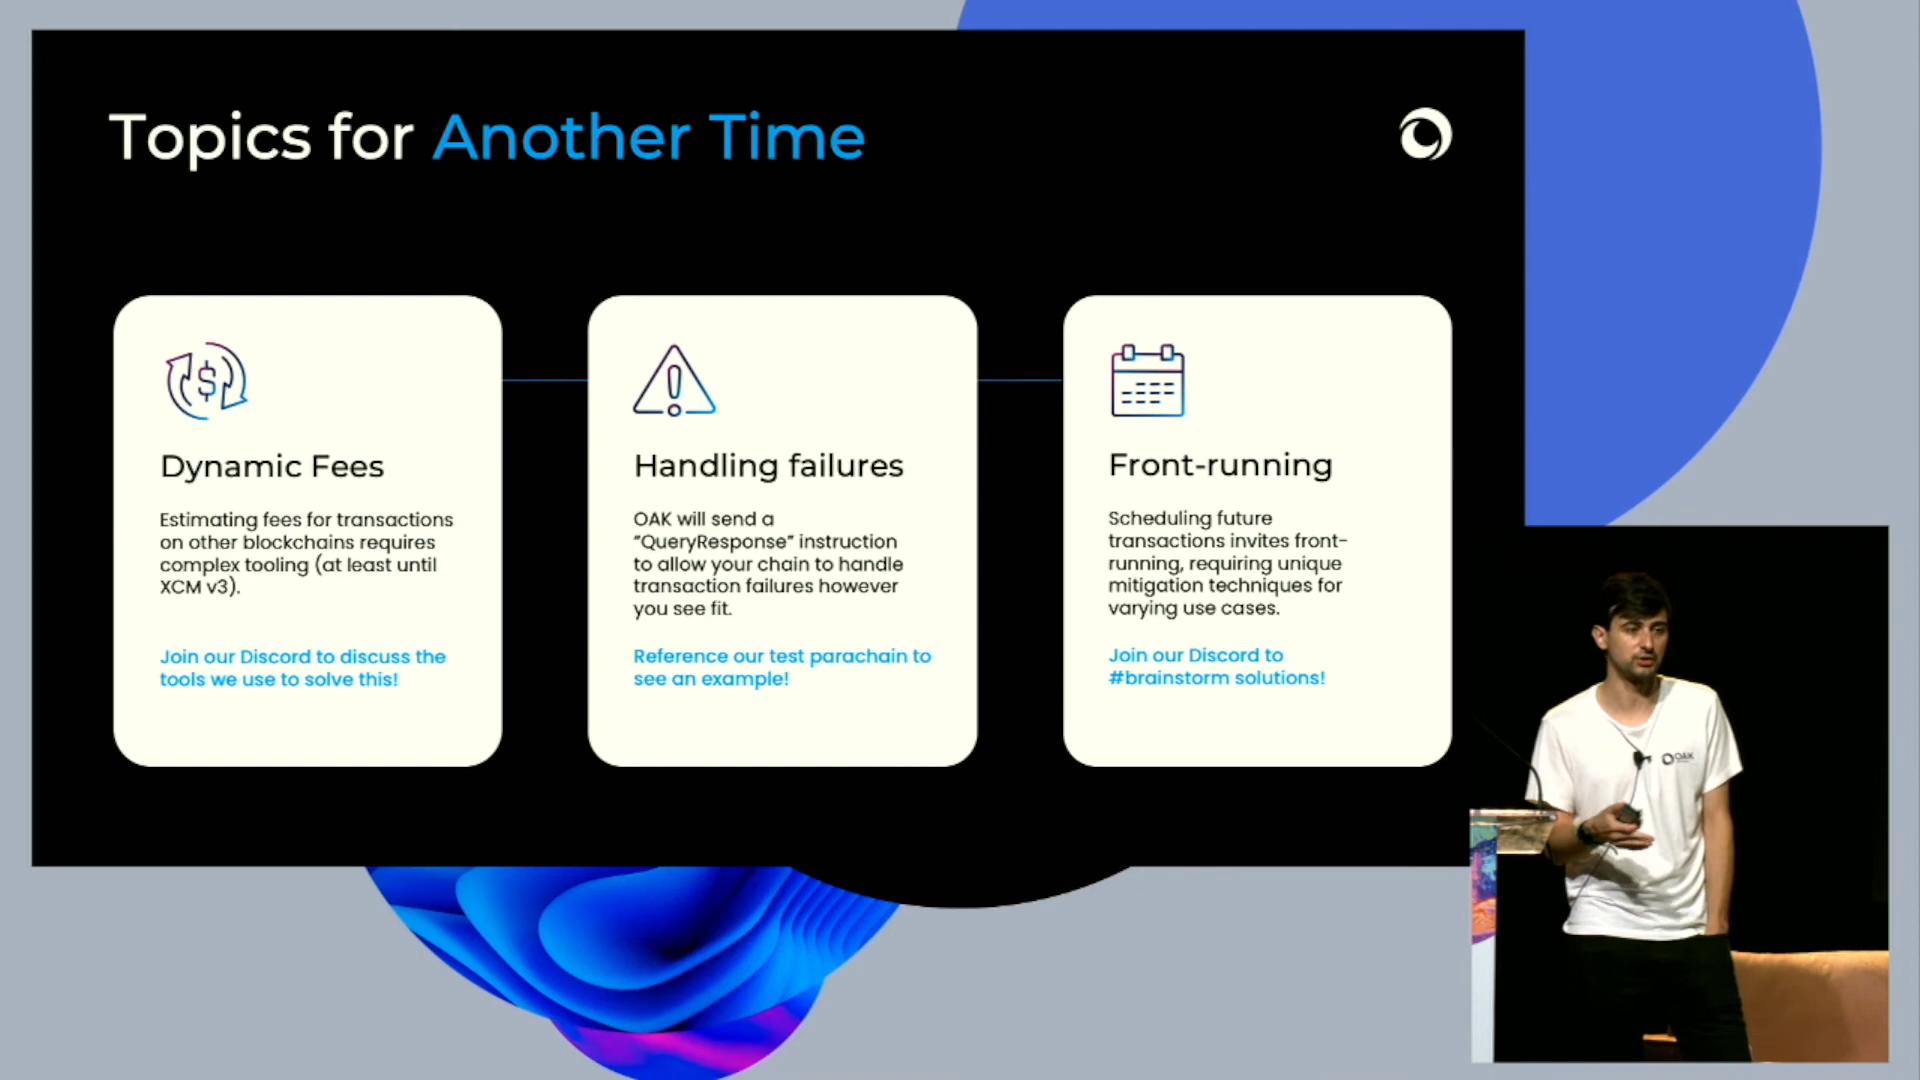 Topics for Another Time
Dynamic Fees
Estimating fees for transactions
on other blockchains requires
complex tooling (at least until
XCM v3).
Join our Discord to discuss the
tools we use to solve this!
Handling failures
OAK will send a
“QueryResponse” instruction
to allow your chain to handle
transaction failures however
you see fit.
Reference our test parachain to
see an example!
Front-running
Scheduling future
transactions invites front-
running, requiring unique
mitigation techniques for
varying use cases.
Join our Discord to
#brainstorm solutions!
OAK